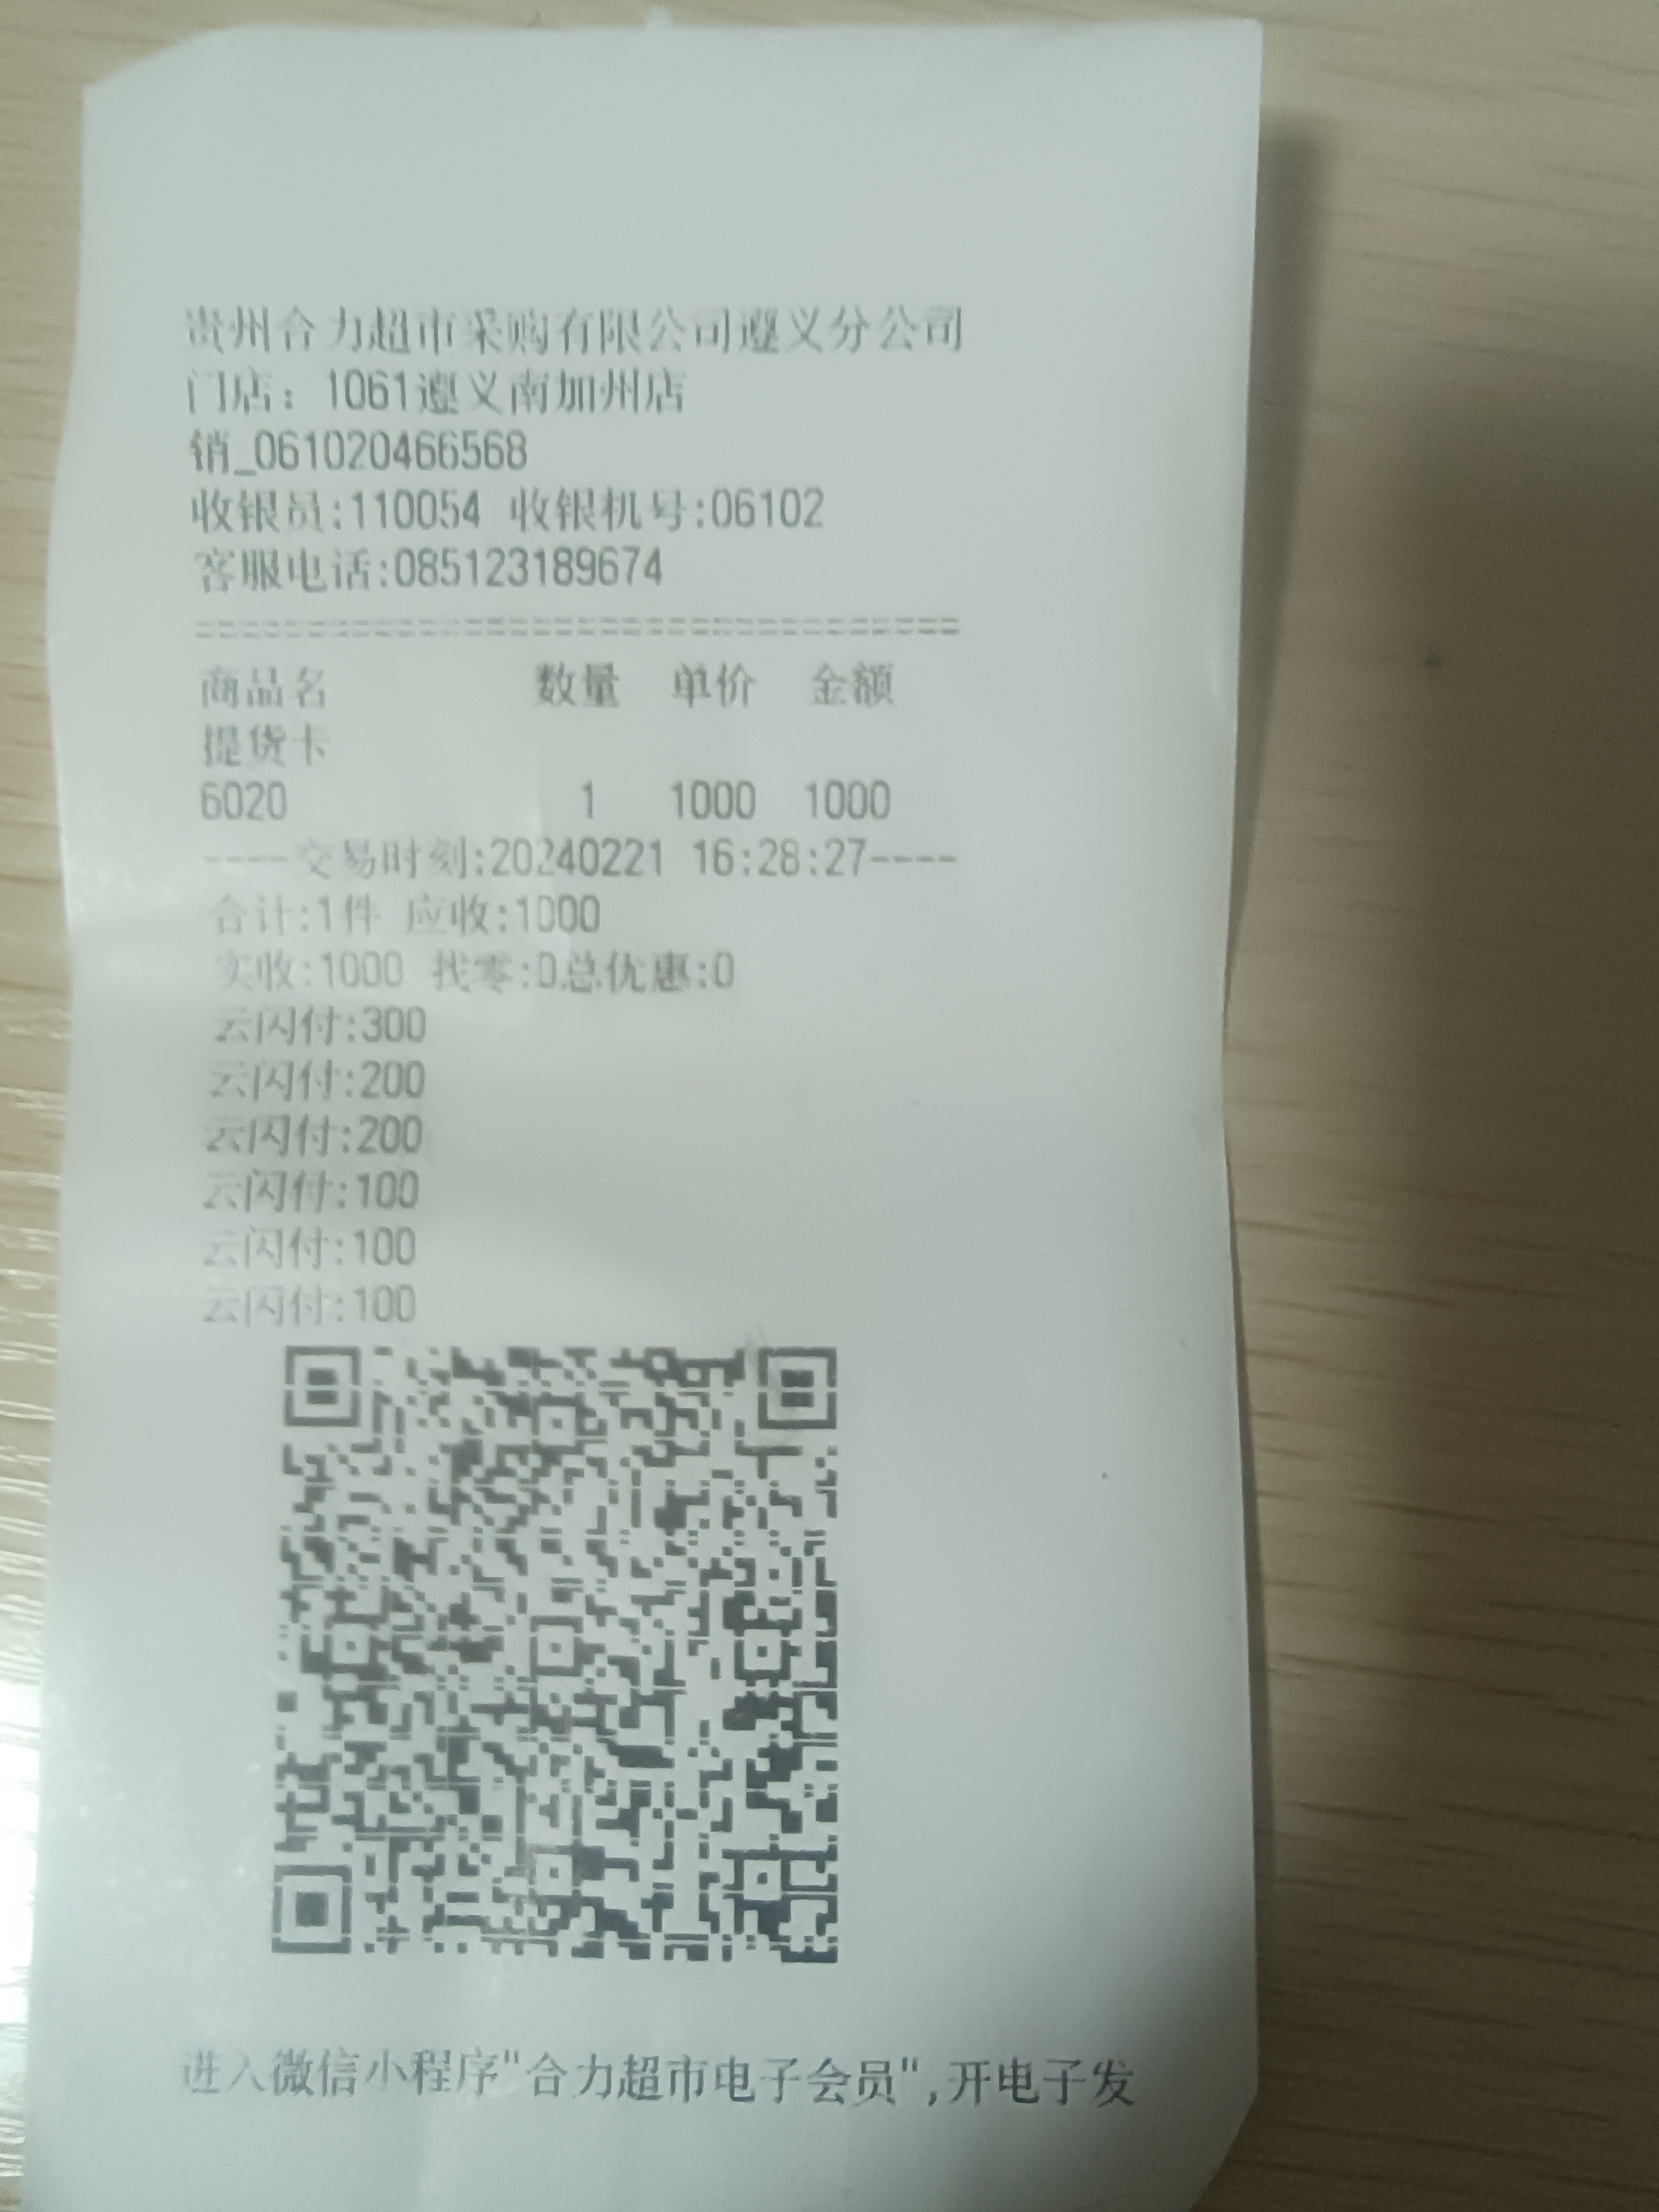 贵州合力超市采购有限公司遵义分公司
门店：1061遵义南加州店
销_061020466568
收银员:110054 收银机号:06102
客服电话:085123189674
==================================
商品名 数量 单价 金额
提货卡
6020 1 1000 1000
----交易时刻:20240221 16:28:27----
合计:1件 应收:1000
实收:1000 找零:0总优惠:0
云闪付:300
云闪付:200
云闪付:200
云闪付:100
云闪付:100
云闪付:100
进入微信小程序"合力超市电子会员",开电子发